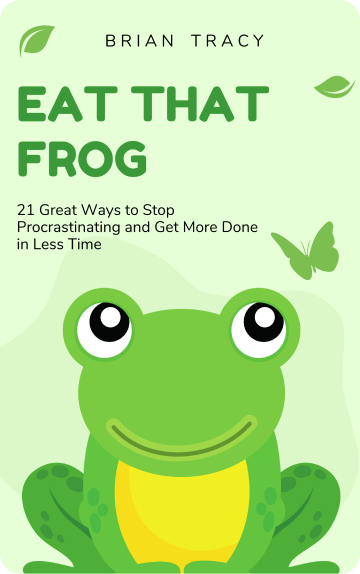 BRIAN TRACY
EAT THAT
FROG
21 Great Ways to Stop
Procrastinating and Get More Done
in Less Time